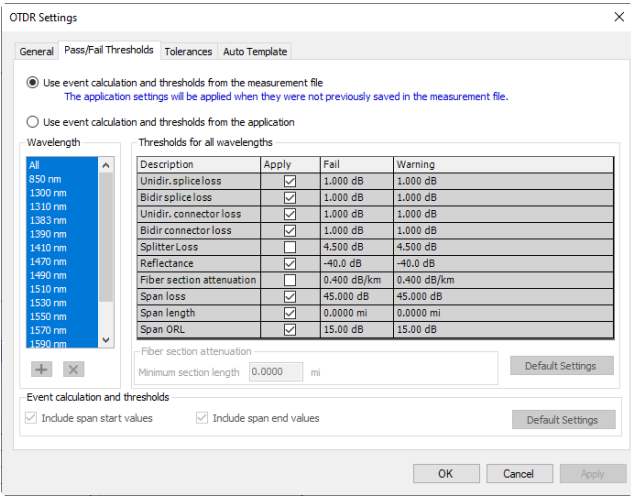 OTDR Settings
General Pass/Fail Thresholds Tolerances Auto Template
Use event calculation and thresholds from the measurement file
The application settings will be applied when they were not previously saved in the measurement file.
Use event calculation and thresholds from the application
Wavelength
All
850 nm
1300 nm
1310 nm
1383 nm
1390 nm
1410 nm
1470 nm
1490 nm
1510 nm
1530 nm
1550 nm
1570 nm
1590 nm
Thresholds for all wavelengths
Description Apply Fail Warning
Unidir. splice loss 1.000 dB 1.000 dB
Bidir splice loss 1.000 dB 1.000 dB
Unidir. connector loss 1.000 dB 1.000 dB
Bidir connector loss 1.000 dB 1.000 dB
Splitter Loss 4.500 dB 4.500 dB
Reflectance -40.0 dB -40.0 dB
Fiber section attenuation 0.400 dB/km 0.400 dB/km
Span loss 45.000 dB 45.000 dB
Span length 0.0000 mi 0.0000 mi
Span ORL 15.00 dB 15.00 dB
Fiber section attenuation
Minimum section length 0.0000 mi
Default Settings
Event calculation and thresholds
Include span start values Include span end values Default Settings
OK Cancel Apply